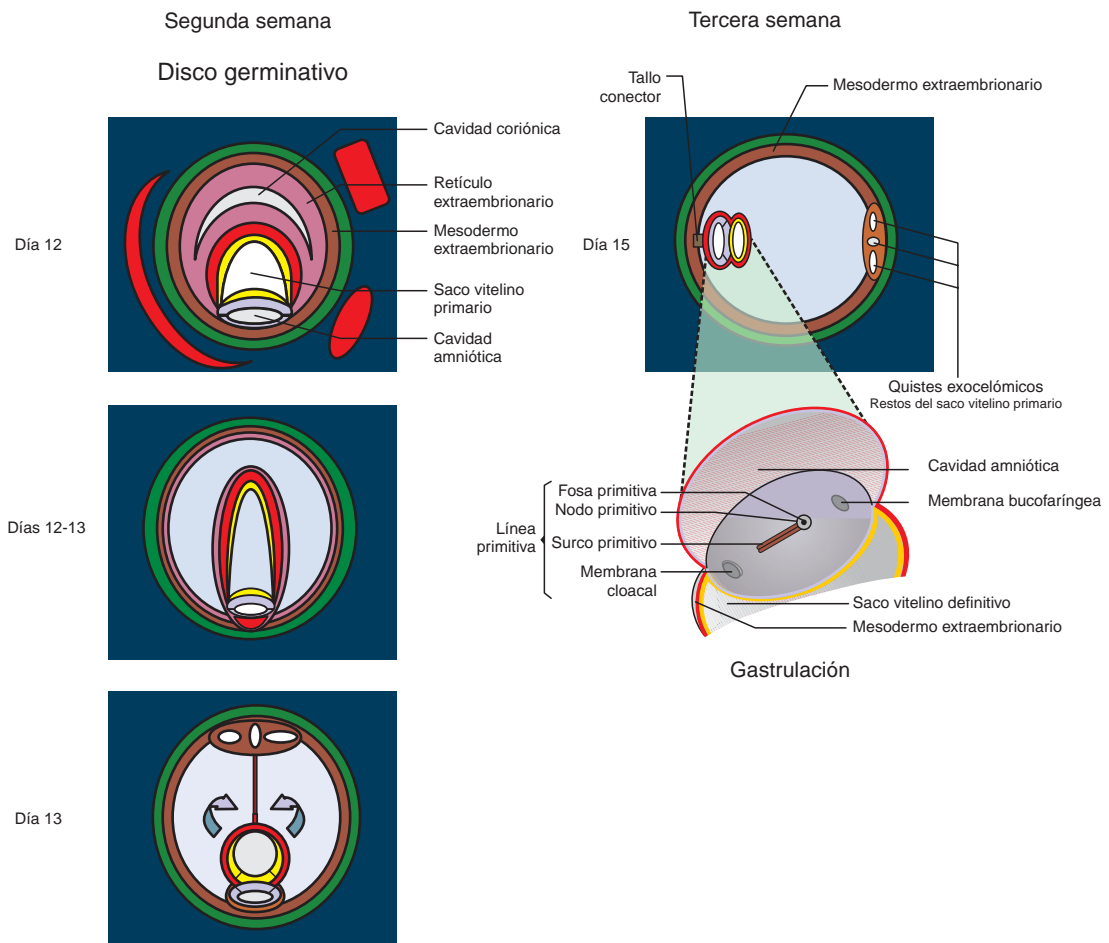 Segunda semana
Disco germinativo
Día 12
Cavidad coriónica
Retículo
extraembrionario
Mesodermo
extraembrionario
Saco vitelino
primario
Cavidad
amniótica
Días 12-13
Día 13
Tercera semana
Tallo
conector
Mesodermo extraembrionario
Día 15
Quistes exocelómicos
Restos del saco vitelino primario
Cavidad amniótica
Membrana bucofaríngea
Línea
primitiva
Fosa primitiva
Nodo primitivo
Surco primitivo
Membrana
cloacal
Saco vitelino definitivo
Mesodermo extraembrionario
Gastrulación